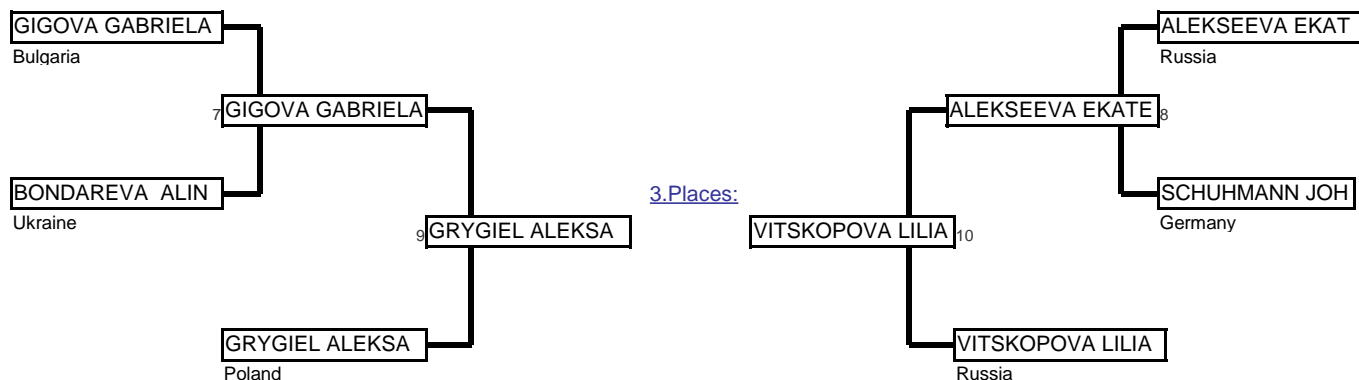 GIGOVA GABRIELA
Bulgaria
ALEKSEEVA EKAT
Russia
7 GIGOVA GABRIELA
ALEKSEEVA EKATE 8
BONDAREVA ALIN
Ukraine
3.Places:
SCHUHMANN JOH
Germany
9 GRYGIEL ALEKSA
VITSKOPOVA LILIA 10
GRYGIEL ALEKSA
Poland
VITSKOPOVA LILIA
Russia